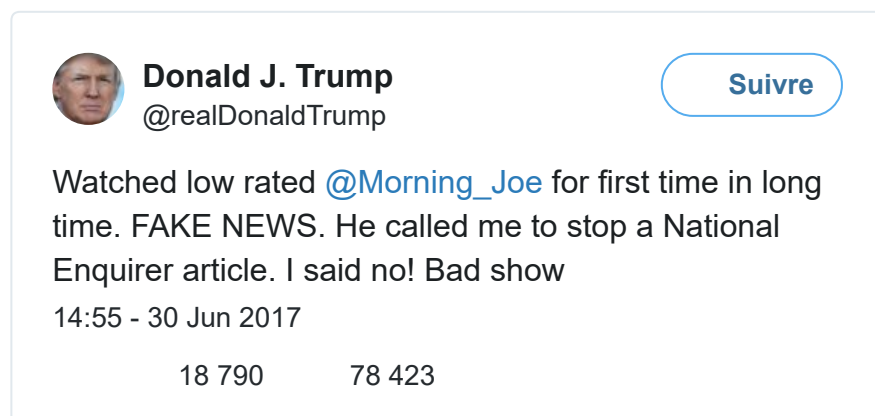 Donald J. Trump
@realDonaldTrump
Suivre
Watched low rated @Morning_Joe for first time in long
time. FAKE NEWS. He called me to stop a National
Enquirer article. I said no! Bad show
14:55 - 30 Jun 2017
18 790 78 423